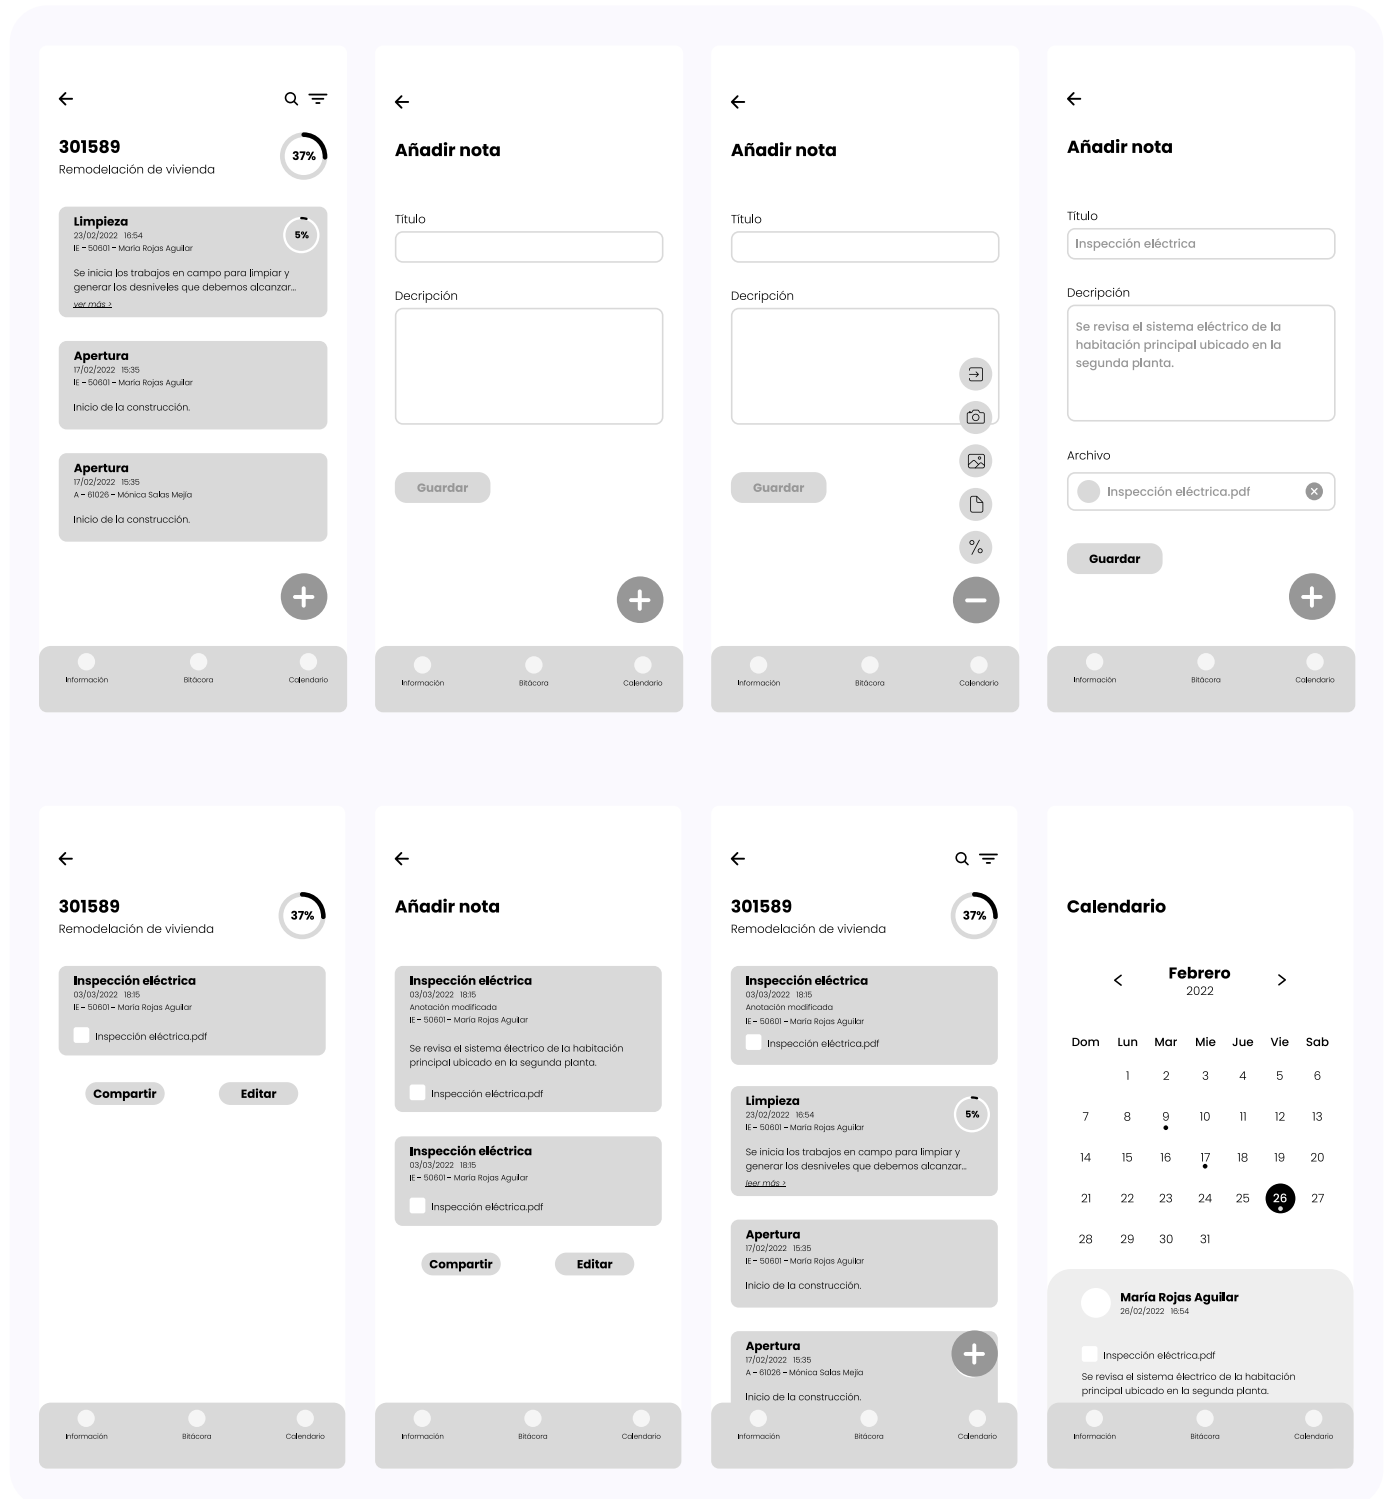 301589
Remodelación de vivienda
37%
Limpieza
23/02/2022 16:54
IE - 50601 - María Rojas Aguilar
5%
Se inicia los trabajos en campo para limpiar y
generar los desniveles que debemos alcanzar...
ver más >
Apertura
17/02/2022 15:35
IE - 50601 - María Rojas Aguilar
Inicio de la construcción.
Apertura
17/02/2022 15:35
A - 61026 - Mónica Salas Mejía
Inicio de la construcción.
Información Bitácora Calendario
Añadir nota
Título
Decripción
Guardar
Información Bitácora Calendario
Añadir nota
Título
Decripción
Guardar
%
Información Bitácora Calendario
Añadir nota
Título
Inspección eléctrica
Decripción
Se revisa el sistema eléctrico de la
habitación principal ubicado en la
segunda planta.
Archivo
Inspección eléctrica.pdf
Guardar
Información Bitácora Calendario
301589
Remodelación de vivienda
37%
Inspección eléctrica
03/03/2022 18:15
IE - 50601 - María Rojas Aguilar
Inspección eléctrica.pdf
Compartir Editar
Información Bitácora Calendario
Añadir nota
Inspección eléctrica
03/03/2022 18:15
Anotación modificada
IE - 50601 - María Rojas Aguilar
Se revisa el sistema électrico de la habitación
principal ubicado en la segunda planta.
Inspección eléctrica.pdf
Inspección eléctrica
03/03/2022 18:15
IE - 50601 - María Rojas Aguilar
Inspección eléctrica.pdf
Compartir Editar
Información Bitácora Calendario
301589
Remodelación de vivienda
37%
Inspección eléctrica
03/03/2022 18:15
Anotación modificada
IE - 50601 - María Rojas Aguilar
Inspección eléctrica.pdf
Limpieza
23/02/2022 16:54
IE - 50601 - María Rojas Aguilar
5%
Se inicia los trabajos en campo para limpiar y
generar los desniveles que debemos alcanzar...
leer más >
Apertura
17/02/2022 15:35
IE - 50601 - María Rojas Aguilar
Inicio de la construcción.
Apertura
17/02/2022 15:35
A - 61026 - Mónica Salas Mejía
Inicio de la construcción.
Información Bitácora Calendario
Calendario
Febrero
2022
Dom Lun Mar Mie Jue Vie Sab
1 2 3 4 5 6
7 8 9 10 11 12 13
14 15 16 17 18 19 20
21 22 23 24 25 26 27
28 29 30 31
María Rojas Aguilar
26/02/2022 16:54
Inspección eléctrica.pdf
Se revisa el sistema électrico de la habitación
principal ubicado en la segunda planta.
Información Bitácora Calendario